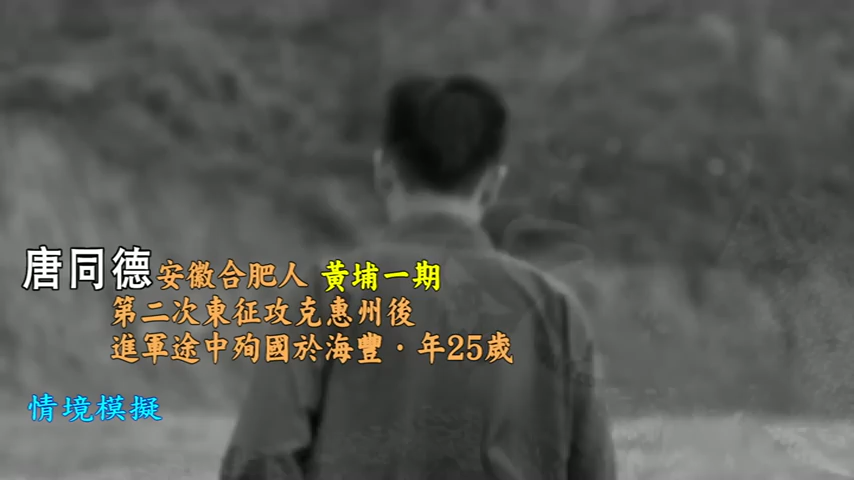 唐同德安徽合肥人 黃埔一期
第二次東征攻克惠州後
進軍途中殉國於海豐·年25歲
情境模擬